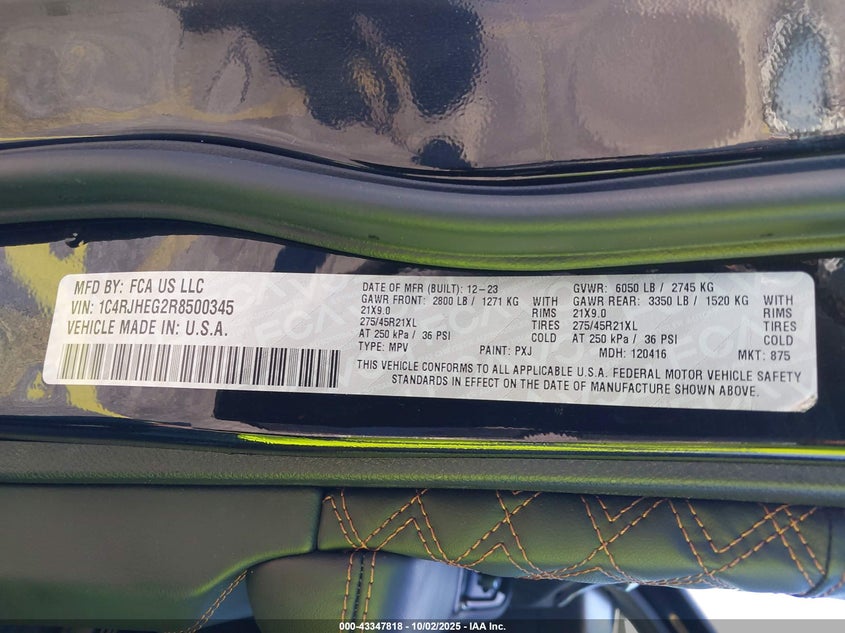 MFD BY: FCA US LLC
VIN: 1C4RJHEG2R8500345
VEHICLE MADE IN: U.S.A.
DATE OF MFR (BUILT): 12-23 GVWR: 6050 LB / 2745 KG
GAWR FRONT: 2800 LB / 1271 KG WITH GAWR REAR: 3350 LB / 1520 KG WITH
21X9.0 RIMS 21X9.0 RIMS
275/45R21XL TIRES 275/45R21XL TIRES
AT 250 kPa / 36 PSI COLD AT 250 kPa / 36 PSI COLD
TYPE: MPV PAINT: PXJ MDH: 120416 MKT: 875
THIS VEHICLE CONFORMS TO ALL APPLICABLE U.S.A. FEDERAL MOTOR VEHICLE SAFETY
STANDARDS IN EFFECT ON THE DATE OF MANUFACTURE SHOWN ABOVE.
000-43347818 - 10/02/2025 - IAA Inc.